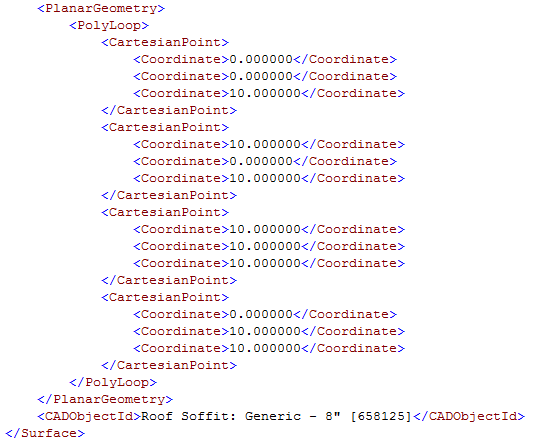 <PlanarGeometry>
<PolyLoop>
<CartesianPoint>
<Coordinate>0.000000</Coordinate>
<Coordinate>0.000000</Coordinate>
<Coordinate>10.000000</Coordinate>
</CartesianPoint>
<CartesianPoint>
<Coordinate>10.000000</Coordinate>
<Coordinate>0.000000</Coordinate>
<Coordinate>10.000000</Coordinate>
</CartesianPoint>
<CartesianPoint>
<Coordinate>10.000000</Coordinate>
<Coordinate>10.000000</Coordinate>
<Coordinate>10.000000</Coordinate>
</CartesianPoint>
<CartesianPoint>
<Coordinate>0.000000</Coordinate>
<Coordinate>10.000000</Coordinate>
<Coordinate>10.000000</Coordinate>
</CartesianPoint>
</PolyLoop>
</PlanarGeometry>
<CADObjectId>Roof Soffit: Generic - 8" [658125]</CADObjectId>
</Surface>